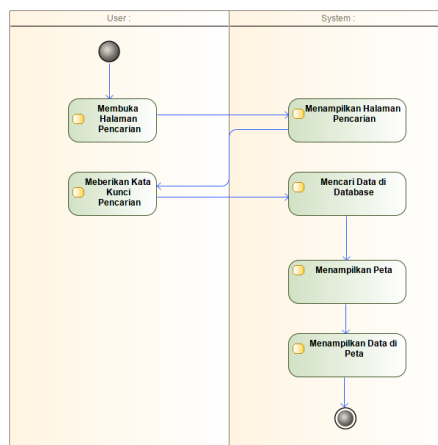 User :
System :
Membuka
Halaman
Pencarian
Menampilkan Halaman
Pencarian
Meberikan Kata
Kunci
Pencarian
Mencari Data di
Database
Menampilkan Peta
Menampilkan Data di
Peta